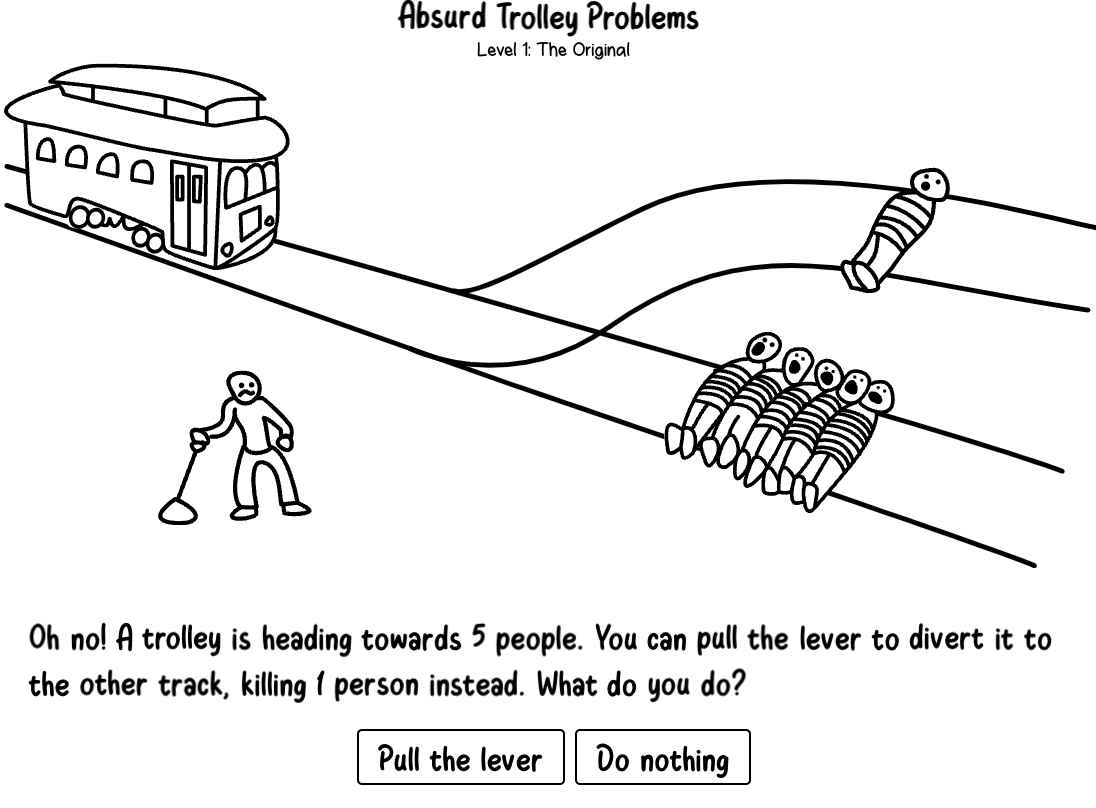 Absurd Trolley Problems
Level 1: The Original
Oh no! A trolley is heading towards 5 people. You can pull the lever to divert it to
the other track, killing 1 person instead. What do you do?
Pull the lever
Do nothing